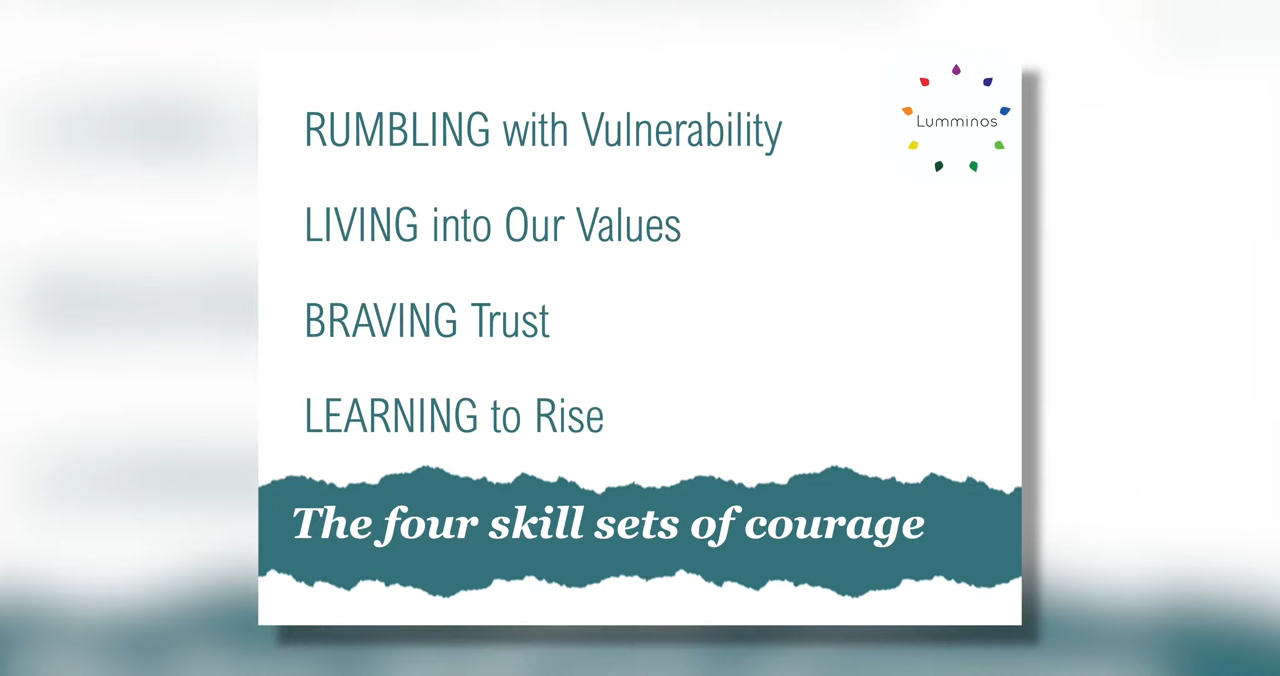 RUMBLING with Vulnerability
Lumminos
LIVING into Our Values
BRAVING Trust
LEARNING to Rise
The four skill sets of courage